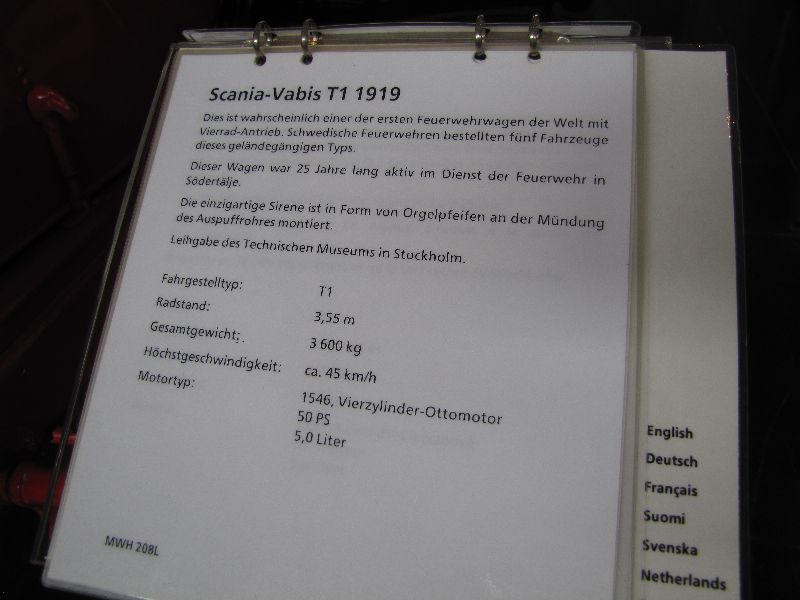 Scania-Vabis T1 1919
Dies ist wahrscheinlich einer der ersten Feuerwehrwagen der Welt mit
Vierrad-Antrieb. Schwedische Feuerwehren bestellten fünf Fahrzeuge
dieses geländegängigen Typs.
Dieser Wagen war 25 Jahre lang aktiv im Dienst der Feuerwehr in
Södertälje.
Die einzigartige Sirene ist in Form von Orgelpfeifen an der Mündung
des Auspuffrohres montiert.
Leihgabe des Technischen Museums in Stockholm.
Fahrgestelltyp: T1
Radstand: 3,55 m
Gesamtgewicht: 3 600 kg
Höchstgeschwindigkeit: ca. 45 km/h
Motortyp: 1546, Vierzylinder-Ottomotor
50 PS
5,0 Liter
MWH 208L
English
Deutsch
Français
Suomi
Svenska
Netherlands